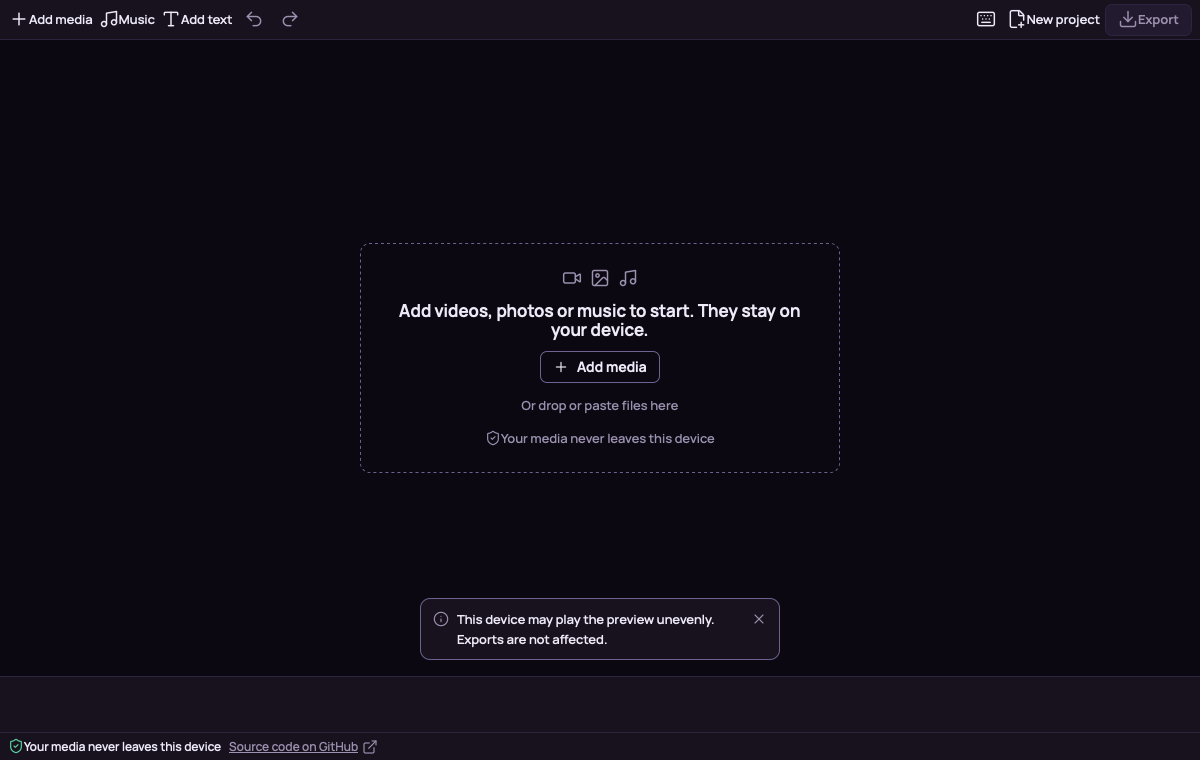 Add media Music Add text New project Export
Add videos, photos or music to start. They stay on
your device.
Add media
Or drop or paste files here
Your media never leaves this device
This device may play the preview unevenly.
Exports are not affected.
Your media never leaves this device Source code on GitHub